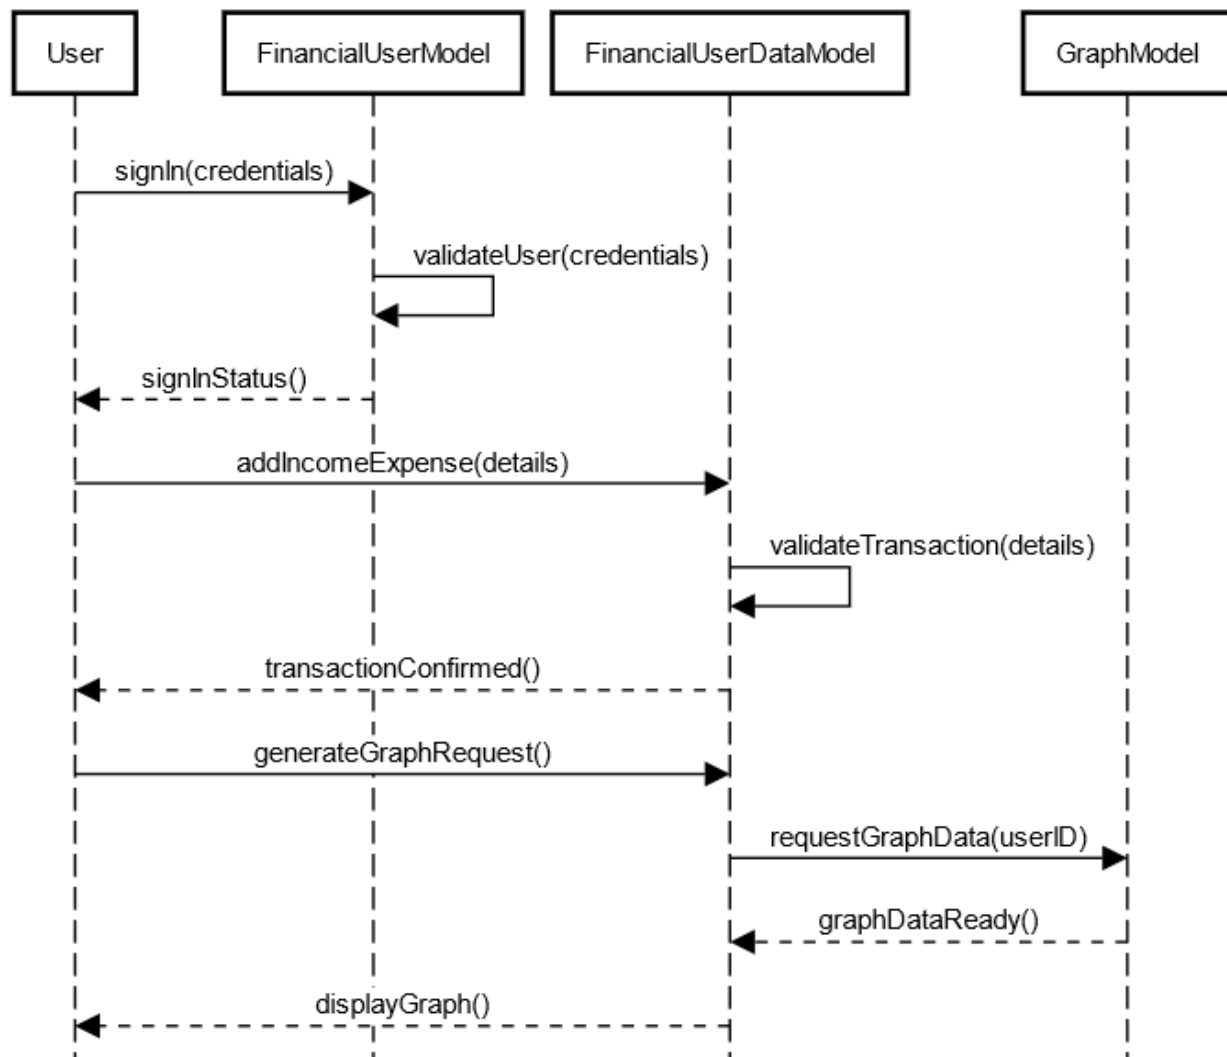 User
FinancialUserModel
FinancialUserDataModel
GraphModel
signIn(credentials)
validateUser(credentials)
signInStatus()
addIncomeExpense(details)
validateTransaction(details)
transactionConfirmed()
generateGraphRequest()
requestGraphData(userID)
graphDataReady()
displayGraph()